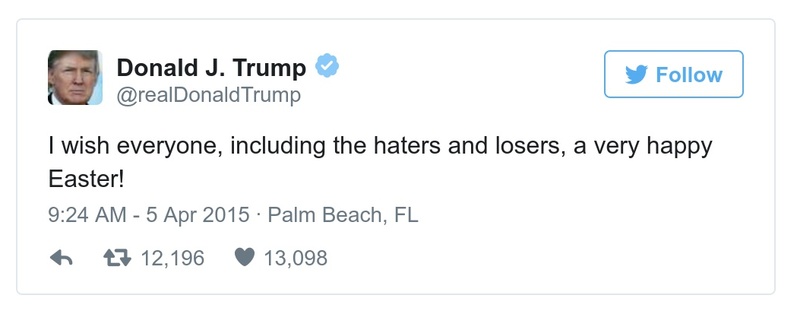 Donald J. Trump
@realDonaldTrump
Follow
I wish everyone, including the haters and losers, a very happy
Easter!
9:24 AM - 5 Apr 2015 · Palm Beach, FL
12,196 13,098